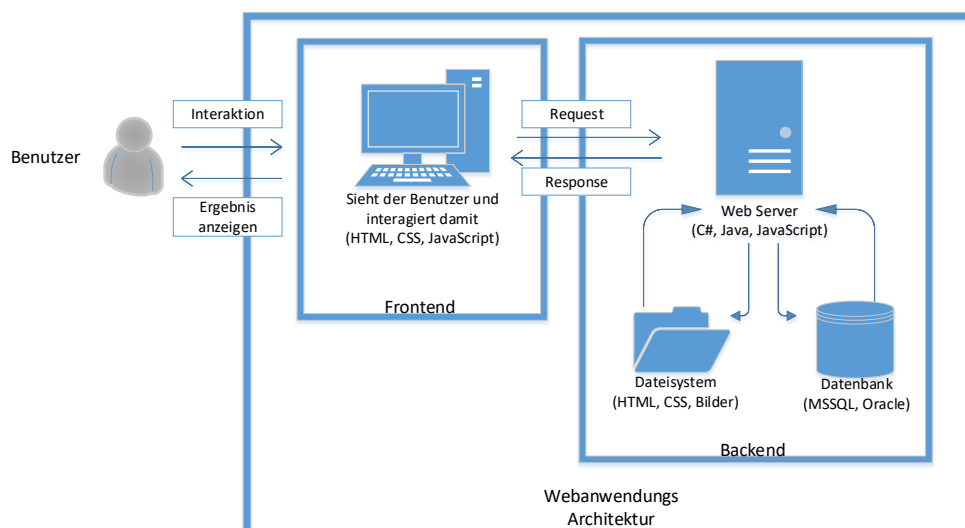 Benutzer
Interaktion
Ergebnis
anzeigen
Sieht der Benutzer und
interagiert damit
(HTML, CSS, JavaScript)
Frontend
Request
Response
Web Server
(C#, Java, JavaScript)
Dateisystem
(HTML, CSS, Bilder)
Datenbank
(MSSQL, Oracle)
Backend
Webanwendungs
Architektur